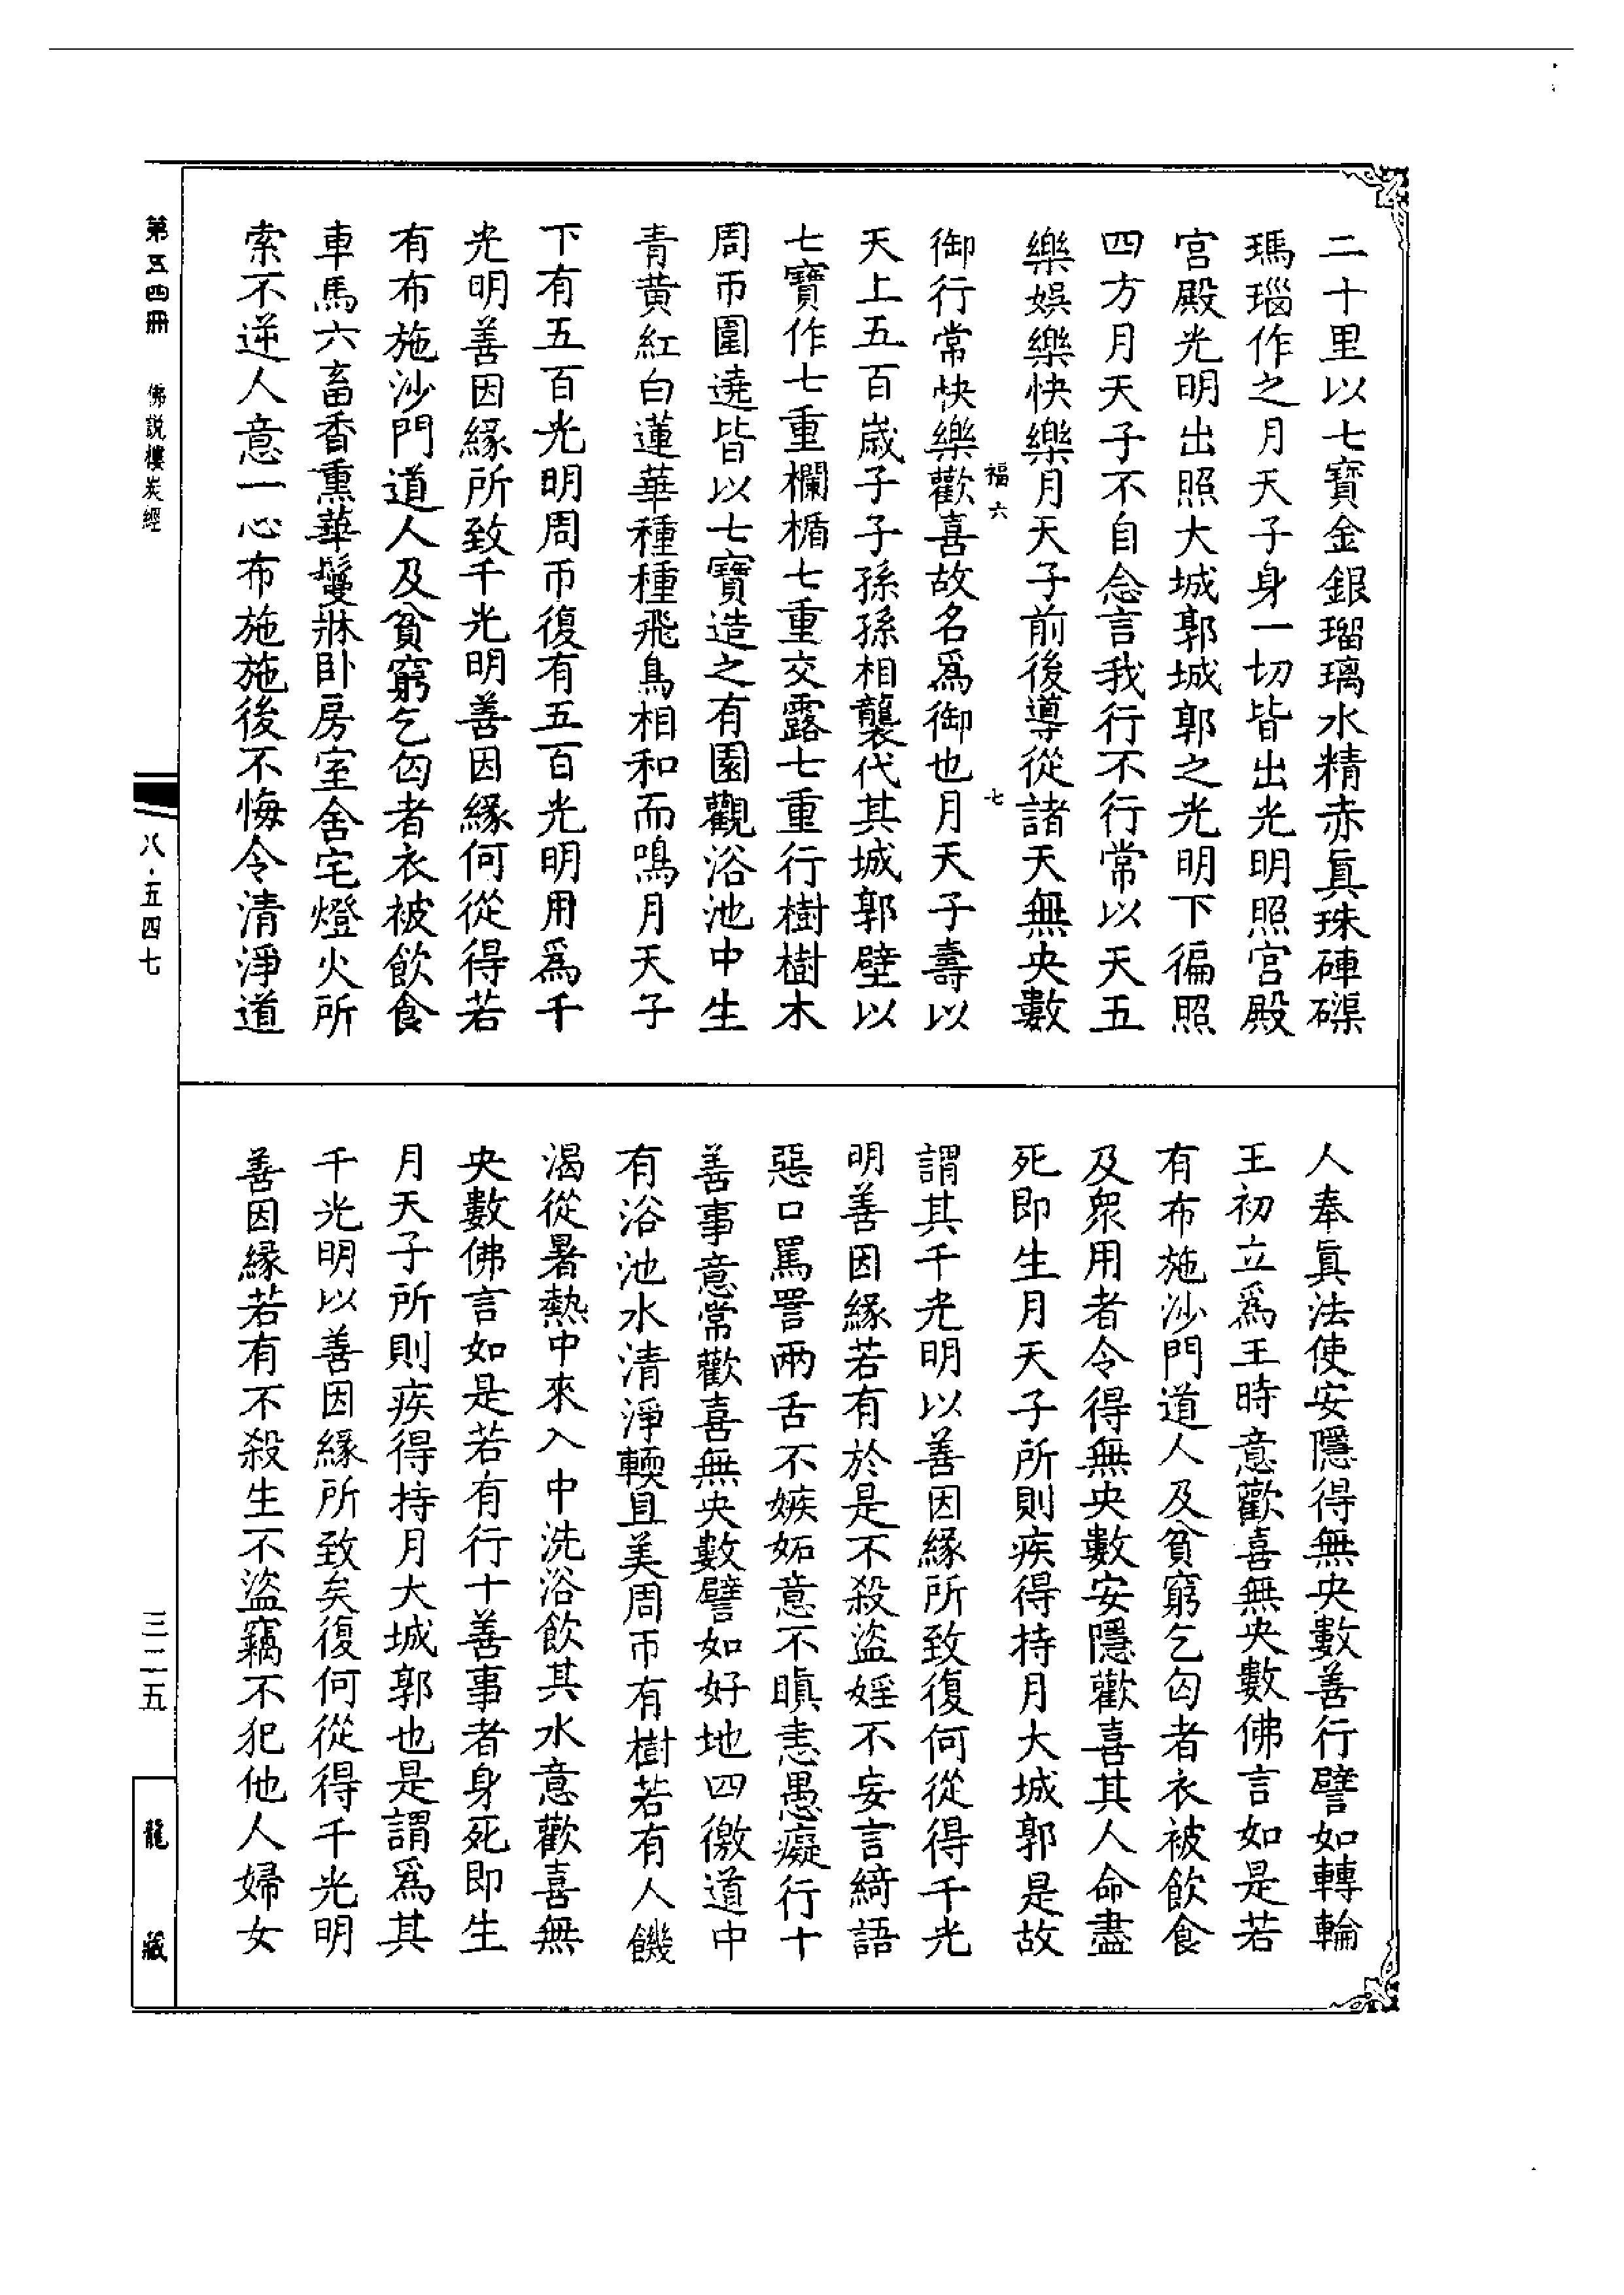 二十里以七寶金銀瑠璃水精赤眞珠硨磲
瑪瑙作之月天子身一切皆出光明照宫殿
宮殿光明出照大城郭城郭之光明下徧照
四方月天子不自念言我行不行常以天五
樂娛樂快樂月天子前後導從諸天無央數
福六
七
御行常快樂歡喜故名爲御也月天子壽以
天上五百歲子子孫孫相襲代其城郭壁以
七寶作七重欄楯七重交露七重行樹樹木
周帀圍遶皆以七寶造之有園觀浴池中生
青黃紅白蓮華種種飛鳥相和而鳴月天子
下有五百光明周帀復有五百光明用爲千
光明善因緣所致千光明善因緣何從得若
有布施沙門道人及貧窮乞匃者衣被飲食
車馬六畜香熏華鬘牀卧房室舍宅燈火所
索不逆人意一心布施施後不悔令清淨道
人奉眞法使安隱得無央數善行譬如轉輪
王初立爲王時意歡喜無央數佛言如是若
有布施沙門道人及貧窮乞匃者衣被飲食
及衆用者令得無央數安隱歡喜其人命盡
死即生月天子所則疾得持月大城郭是故
謂其千光明以善因緣所致復何從得千光
明善因緣若有於是不殺盜婬不妄言綺語
惡口罵詈兩舌不嫉妬意不瞋恚愚癡行十
善事意常歡喜無央數譬如好地四徼道中
有浴池水清淨輭且美周帀有樹若有人饑
渴從暑熱中來入中洗浴飲其水意歡喜無
央數佛言如是若有行十善事者身死即生
月天子所則疾得持月大城郭也是謂爲其
千光明以善因緣所致矣復何從得千光明
善因緣若有不殺生不盜竊不犯他人婦女
第五四冊
佛説樓炭經
八·五四七
三二五
龍藏